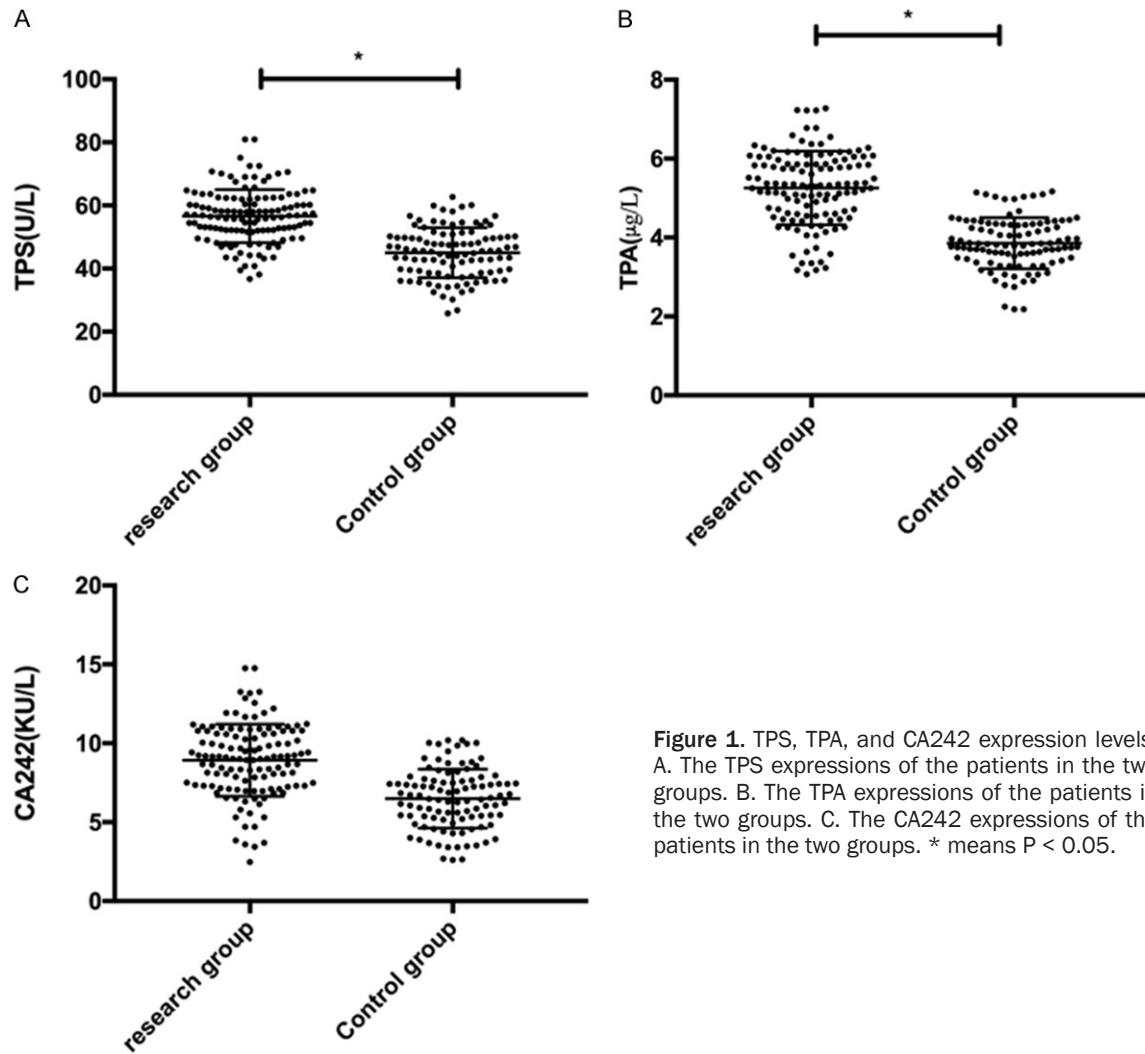 A
*
100
80
60
40
20
0
TPS(U/L)
research group
Control group
B
*
8
6
4
2
0
TPA(µg/L)
research group
Control group
C
20
15
10
5
0
CA242(KU/L)
research group
Control group
Figure 1. TPS, TPA, and CA242 expression levels
A. The TPS expressions of the patients in the tw
groups. B. The TPA expressions of the patients i
the two groups. C. The CA242 expressions of th
patients in the two groups. * means P < 0.05.